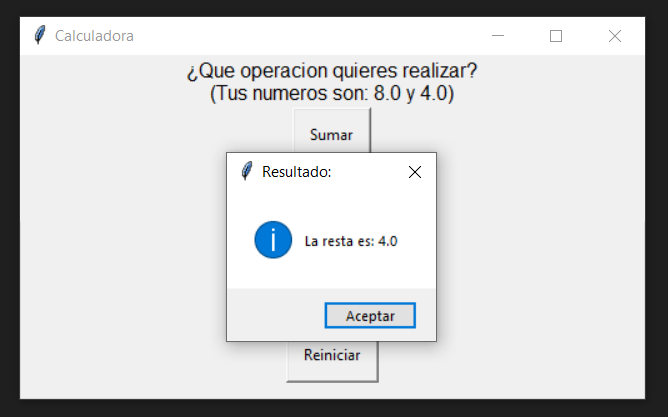 Calculadora
¿Que operacion quieres realizar?
(Tus numeros son: 8.0 y 4.0)
Sumar
Resultado:
La resta es: 4.0
Aceptar
Reiniciar